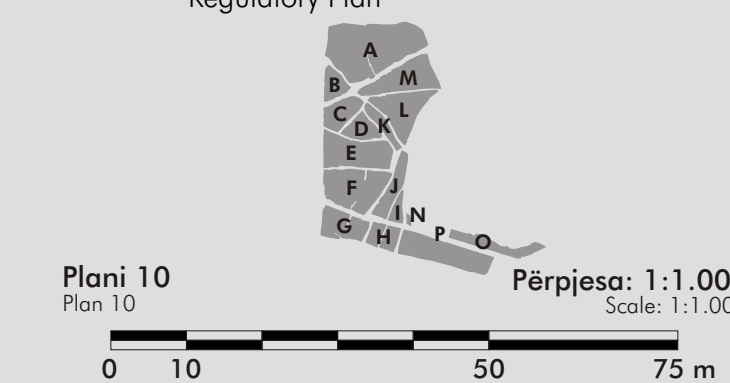 Regulatory Plan
A
B
M
C
L
D
K
E
F
J
I
N
G
H
P
O
Plani 10
Përpjesa: 1:1.00
Plan 10
Scale: 1:1.00
0 10 50 75 m